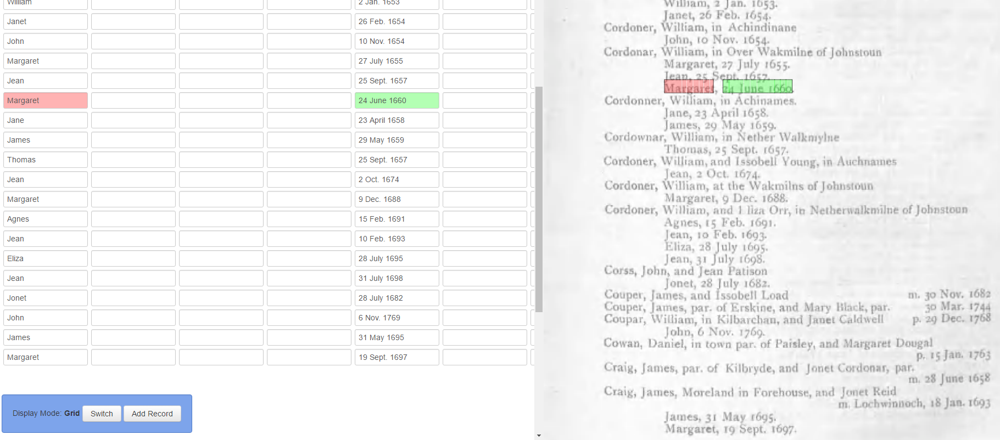 William 2 Jan. 1653
Janet 26 Feb. 1654
John 10 Nov. 1654
Margaret 27 July 1655
Jean 25 Sept. 1657
Margaret 24 June 1660
Jane 23 April 1658
James 29 May 1659
Thomas 25 Sept. 1657
Jean 2 Oct. 1674
Margaret 9 Dec. 1688
Agnes 15 Feb. 1691
Jean 10 Feb. 1693
Eliza 28 July 1695
Jean 31 July 1698
Jonet 28 July 1682
John 6 Nov. 1769
James 31 May 1695
Margaret 19 Sept. 1697
Display Mode: Grid Switch Add Record
William, 2 Jan. 1653.
Janet, 26 Feb. 1654.
Cordoner, William, in Achindinane
John, 10 Nov. 1654.
Cordonar, William, in Over Wakmilne of Johnstoun
Margaret, 27 July 1655.
Jean, 25 Sept. 1657.
Margaret, 24 June 1660.
Cordonner, William, in Achinames.
Jane, 23 April 1658.
James, 29 May 1659.
Cordownar, William, in Nether Walkmylne
Thomas, 25 Sept. 1657.
Cordoner, William, and Issobell Young, in Auchnames
Jean, 2 Oct. 1674.
Cordoner, William, at the Wakmilns of Johnstoun
Margaret, 9 Dec. 1688.
Cordoner, William, and Eliza Orr, in Netherwalkmilne of Johnstoun
Agnes, 15 Feb. 1691.
Jean, 10 Feb. 1693.
Eliza, 28 July 1695.
Jean, 31 July 1698.
Corss, John, and Jean Patison
Jonet, 28 July 1682.
Couper, James, and Issobell Load m. 30 Nov. 1682
Couper, James, par. of Erskine, and Mary Black, par. 30 Mar. 1744
Coupar, William, in Kilbarchan, and Janet Caldwell p. 29 Dec. 1768
John, 6 Nov. 1769.
Cowan, Daniel, in town par. of Paisley, and Margaret Dougal
p. 15 Jan. 1763
Craig, James, par. of Kilbryde, and Jonet Cordonar, par.
m. 28 June 1658
Craig, James, Moreland in Forehouse, and Jonet Reid
m. Lochwinnoch, 18 Jan. 1693
James, 31 May 1695.
Margaret, 19 Sept. 1697.